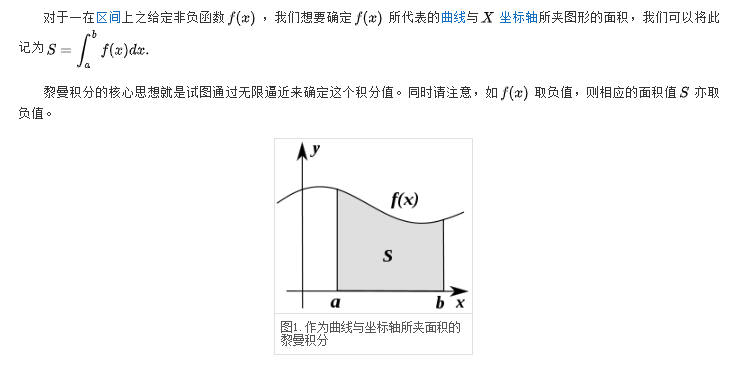 对于一在区间上之给定非负函数 f(x) ，我们想要确定 f(x) 所代表的曲线与 X 坐标轴所夹图形的面积，我们可以将此
记为 S = ∫_a^b f(x)dx.
黎曼积分的核心思想就是试图通过无限逼近来确定这个积分值。同时请注意，如 f(x) 取负值，则相应的面积值 S 亦取
负值。
y
f(x)
S
a b x
图1. 作为曲线与坐标轴所夹面积的
黎曼积分